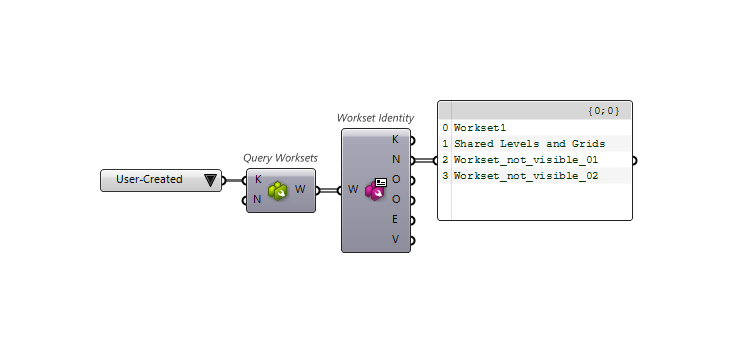 Workset Identity
Query Worksets
User-Created
K
N
W
W
K
N
O
O
E
V
{0;0}
0 Workset1
1 Shared Levels and Grids
2 Workset_not_visible_01
3 Workset_not_visible_02